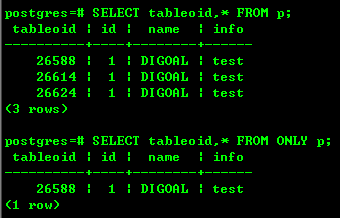 postgres=# SELECT tableoid,* FROM p;
 tableoid | id |  name  | info
----------+----+--------+------
    26588 |  1 | DIGOAL | test
    26614 |  1 | DIGOAL | test
    26624 |  1 | DIGOAL | test
(3 rows)

postgres=# SELECT tableoid,* FROM ONLY p;
 tableoid | id |  name  | info
----------+----+--------+------
    26588 |  1 | DIGOAL | test
(1 row)